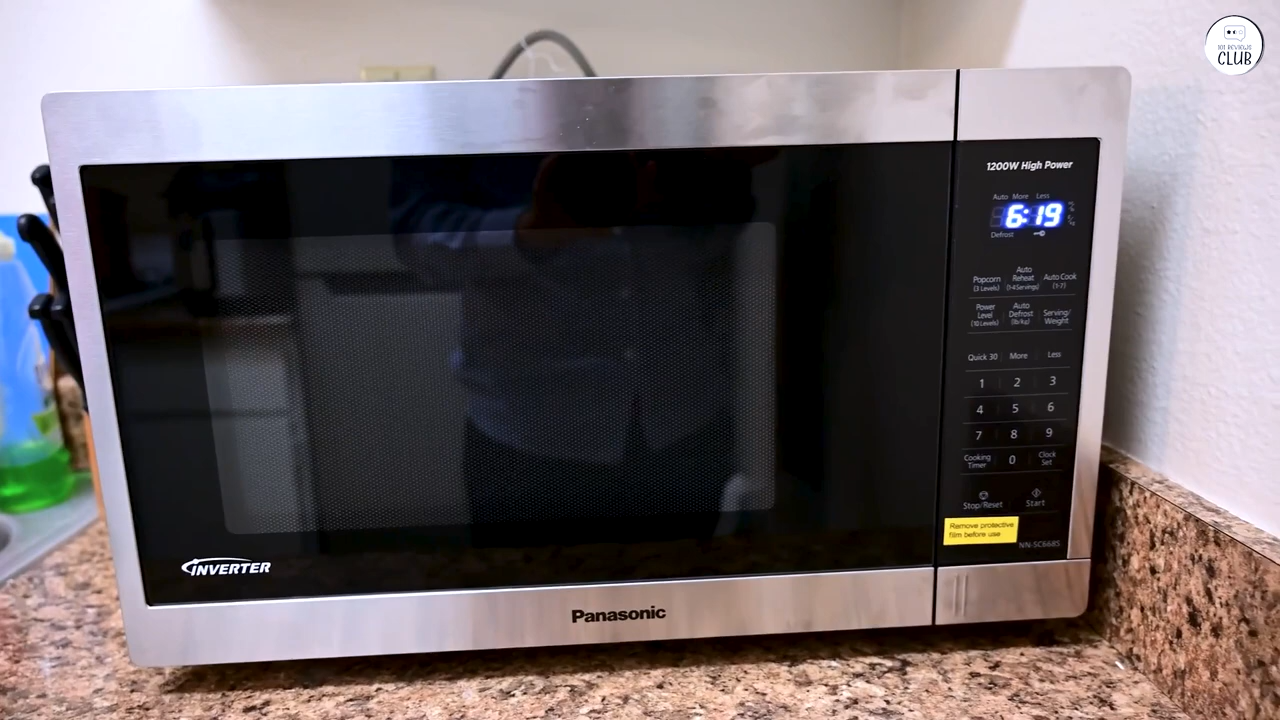 101 REVIEWS
CLUB
1200W High Power
Auto More Less
6:19
Defrost
Popcorn
(3 Levels)
Auto
Reheat
(1-4 Servings)
Auto Cook
(1-7)
Power
Level
(10 Levels)
Auto
Defrost
(lb/kg)
Serving/
Weight
Quick 30 More Less
1 2 3
4 5 6
7 8 9
Cooking
Timer
0
Clock
Set
Stop/Reset Start
Remove protective
film before use
NN-SC668S
INVERTER
Panasonic